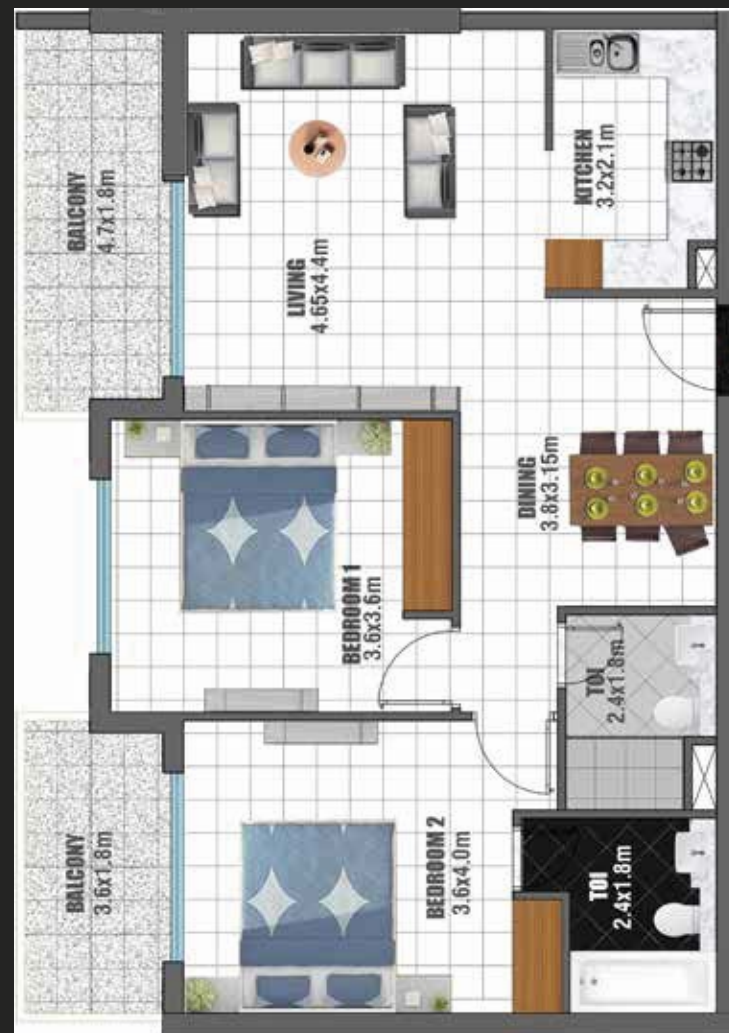 BALCONY
4.7x1.8m
LIVING
4.65x4.4m
KITCHEN
3.2x2.1m
DINING
3.8x3.15m
BEDROOM 1
3.6x3.6m
TOI
2.4x1.8m
BALCONY
3.6x1.8m
BEDROOM 2
3.6x4.0m
TOI
2.4x1.8m